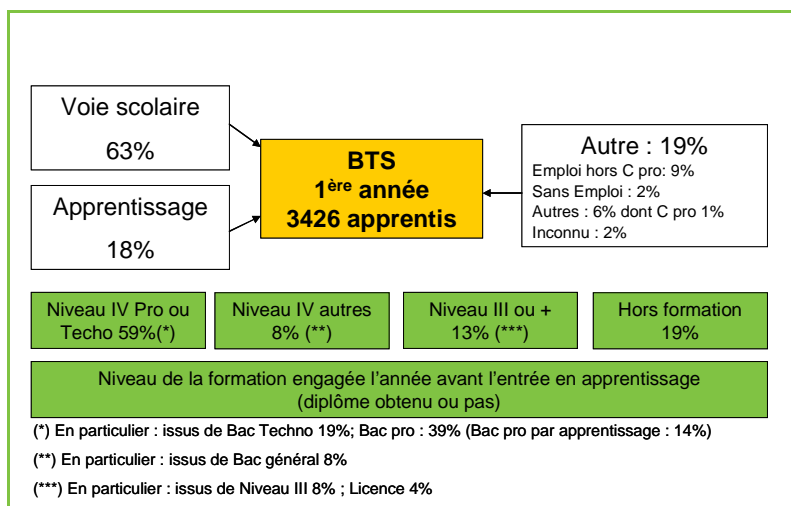 Voie scolaire
63%
Apprentissage
18%
BTS
1ère année
3426 apprentis
Autre : 19%
Emploi hors C pro: 9%
Sans Emploi : 2%
Autres : 6% dont C pro 1%
Inconnu : 2%
Niveau IV Pro ou
Techo 59%(*)
Niveau IV autres
8% (**)
Niveau III ou +
13% (***)
Hors formation
19%
Niveau de la formation engagée l’année avant l’entrée en apprentissage
(diplôme obtenu ou pas)
(*) En particulier : issus de Bac Techno 19%; Bac pro : 39% (Bac pro par apprentissage : 14%)
(**) En particulier : issus de Bac général 8%
(***) En particulier : issus de Niveau III 8% ; Licence 4%